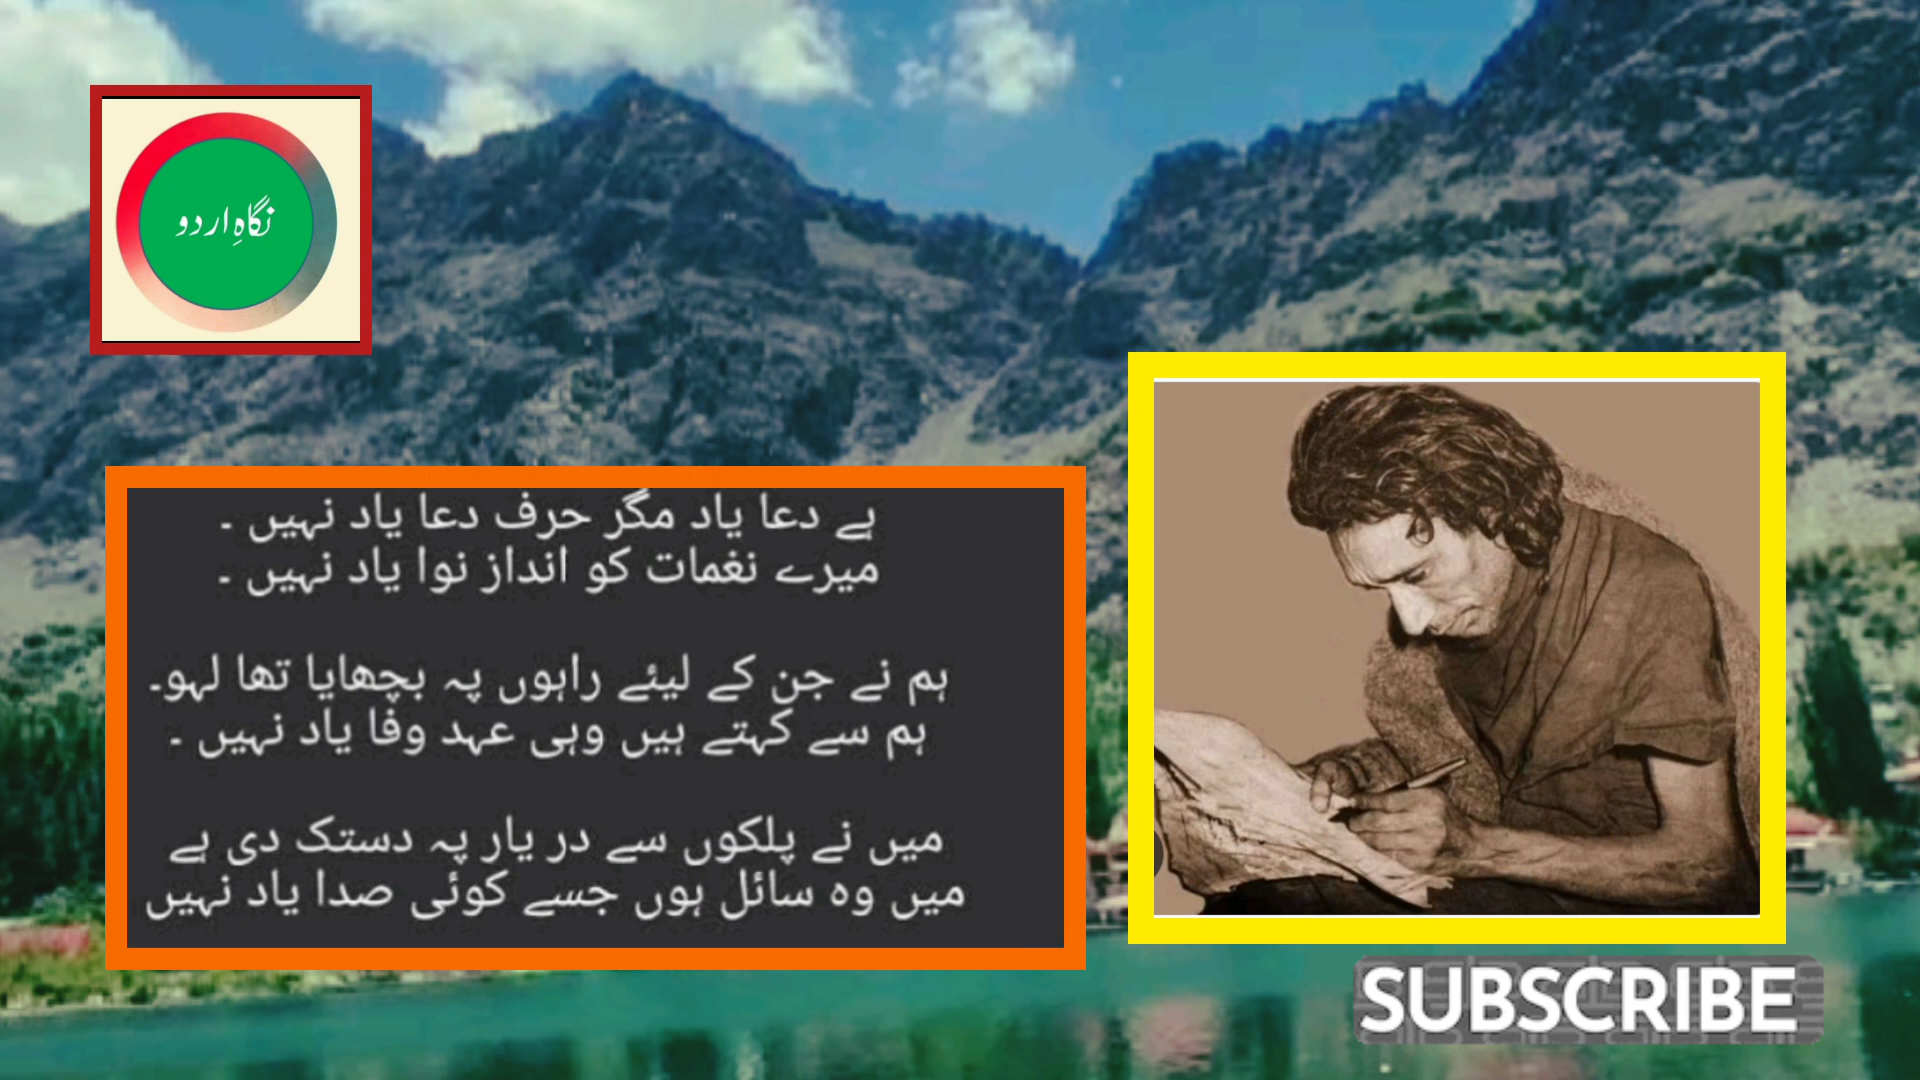 نگاہِ اردو
ہے دعا یاد مگر حرف دعا یاد نہیں ۔
میرے نغمات کو انداز نوا یاد نہیں ۔
ہم نے جن کے لیئے راہوں پہ بچھایا تھا لہو۔
ہم سے کہتے ہیں وہی عہد وفا یاد نہیں ۔
میں نے پلکوں سے در یار پہ دستک دی ہے
میں وہ سائل ہوں جسے کوئی صدا یاد نہیں
SUBSCRIBE